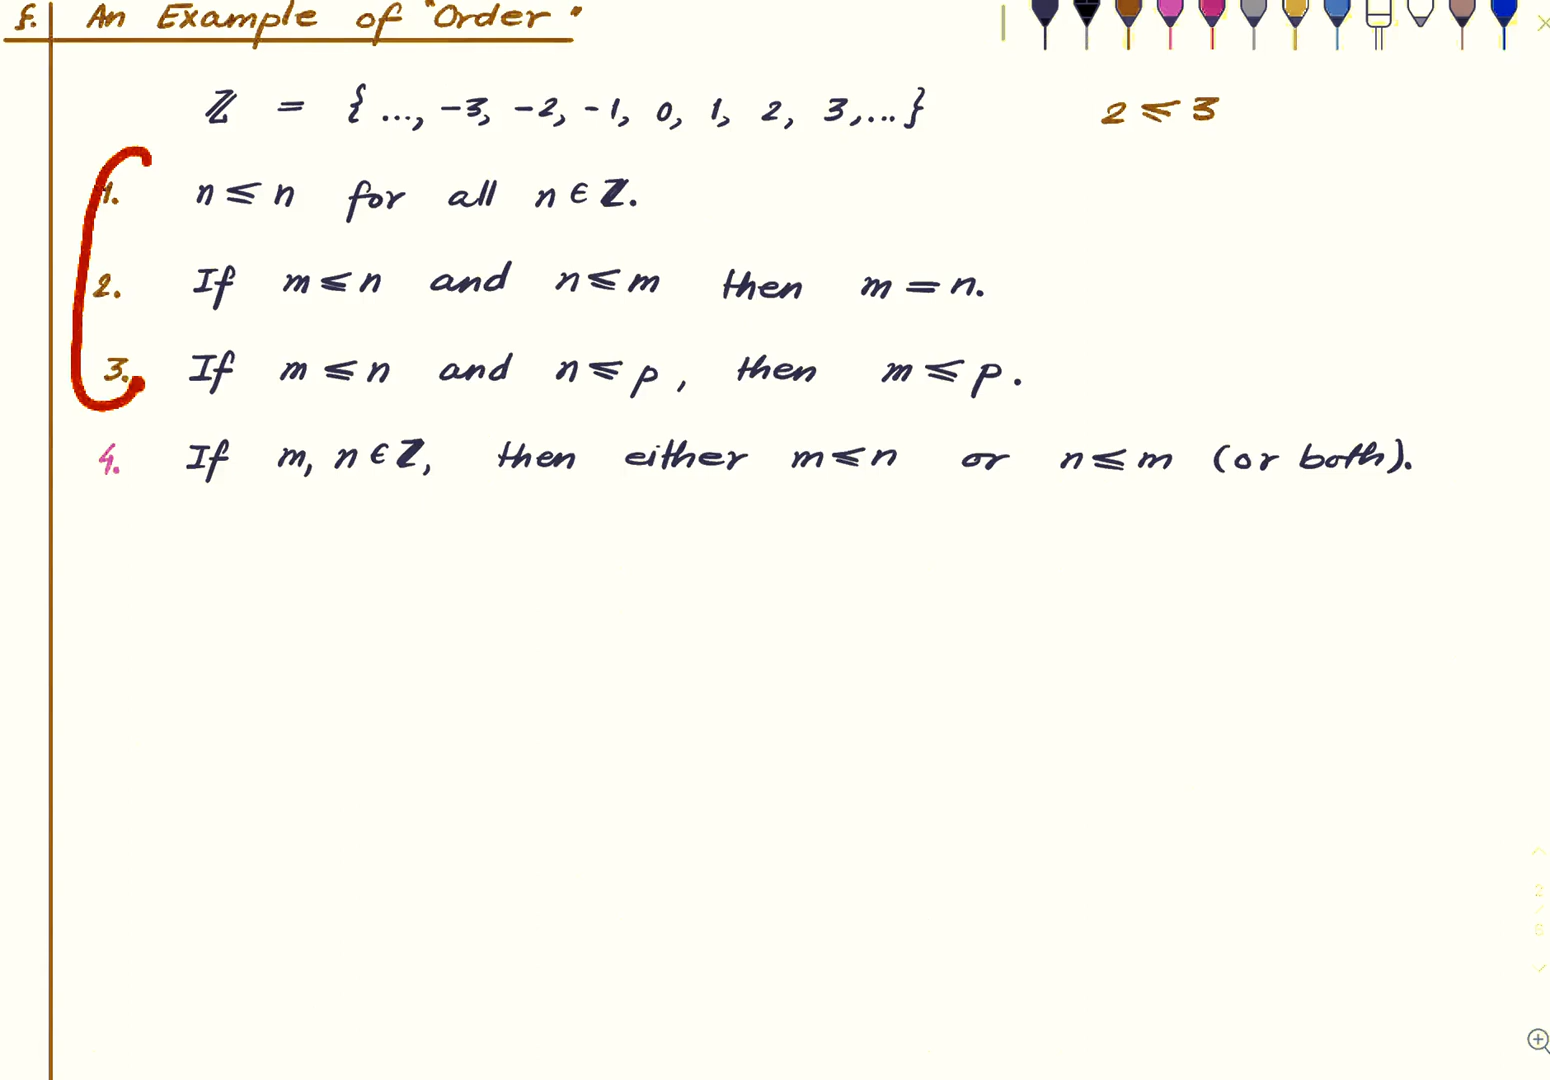 f. An Example of "Order"
ℤ = { ..., -3, -2, -1, 0, 1, 2, 3, ... } 2 ⩽ 3
1. n ⩽ n for all n ∈ ℤ.
2. If m ⩽ n and n ⩽ m then m = n.
3. If m ⩽ n and n ⩽ p, then m ⩽ p.
4. If m, n ∈ ℤ, then either m ⩽ n or n ⩽ m (or both).